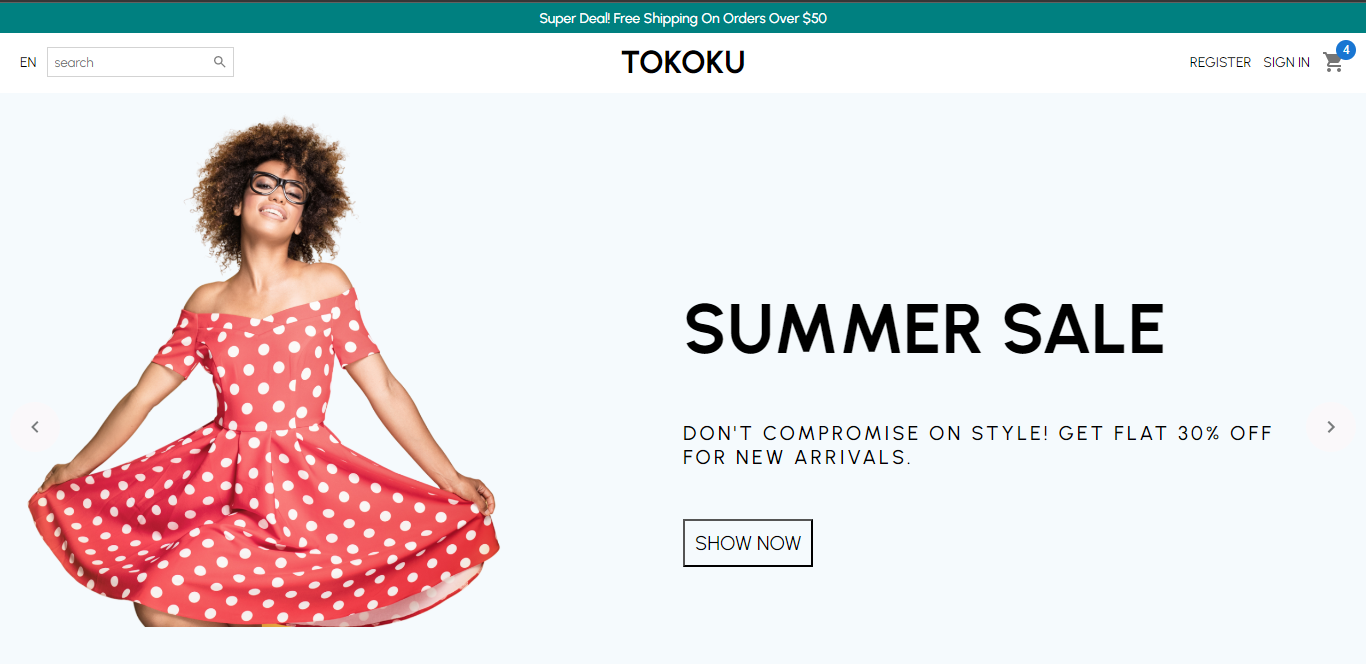 Super Deal! Free Shipping On Orders Over $50
EN
search
TOKOKU
REGISTER
SIGN IN
4
SUMMER SALE
DON'T COMPROMISE ON STYLE! GET FLAT 30% OFF
FOR NEW ARRIVALS.
SHOW NOW